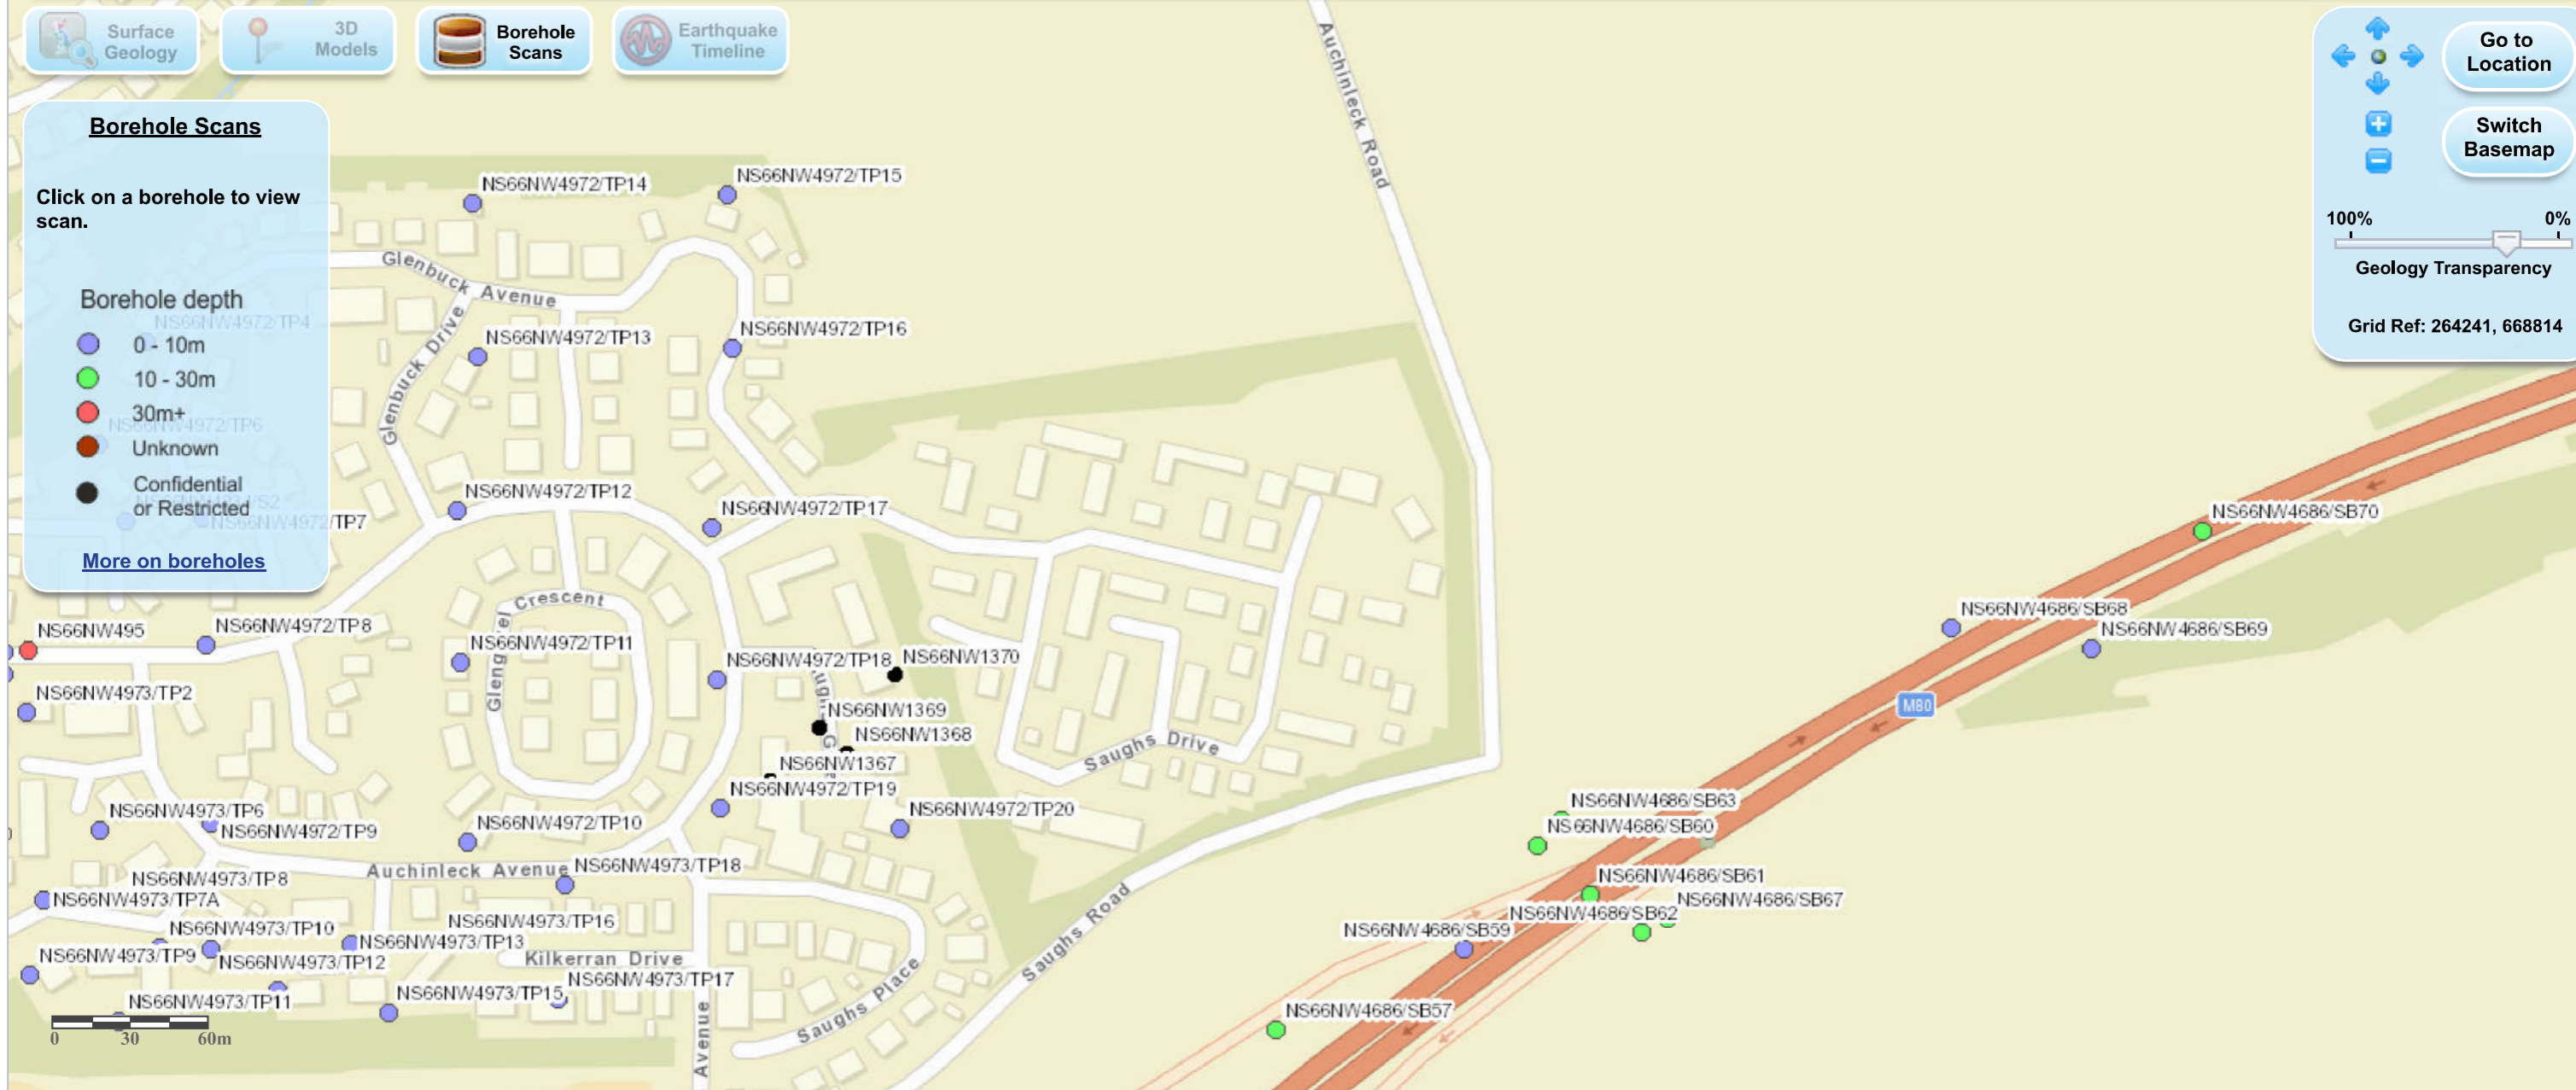 Surface
Geology
3D
Models
Borehole
Scans
Earthquake
Timeline
Go to
Location
Switch
Basemap
100%
0%
Geology Transparency
Grid Ref: 264241, 668814
Borehole Scans
Click on a borehole to view
scan.
Borehole depth
0 - 10m
10 - 30m
30m+
Unknown
Confidential
or Restricted
More on boreholes
NS66NW4972/TP4
NS66NW4972/TP6
NS66NW4972/TP7
Auchinleck Road
NS66NW4972/TP14
NS66NW4972/TP15
Glenbuck Avenue
Glenbuck Drive
NS66NW4972/TP13
NS66NW4972/TP16
NS66NW4972/TP12
NS66NW4972/TP17
NS66NW4686/SB70
Crescent
NS66NW4686/SB68
NS66NW4686/SB69
NS66NW495
NS66NW4972/TP8
NS66NW4972/TP11
NS66NW4972/TP18
NS66NW1370
NS66NW4973/TP2
NS66NW1369
NS66NW1368
NS66NW1367
M80
Saughs Drive
NS66NW4972/TP19
NS66NW4972/TP20
NS66NW4973/TP6
NS66NW4972/TP9
NS66NW4972/TP10
NS66NW4686/SB63
NS66NW4686/SB60
Auchinleck Avenue
NS66NW4973/TP18
NS66NW4973/TP8
NS66NW4973/TP7A
NS66NW4686/SB61
NS66NW4686/SB67
NS66NW4686/SB62
NS66NW4686/SB59
NS66NW4973/TP16
NS66NW4973/TP10
NS66NW4973/TP13
NS66NW4973/TP9
NS66NW4973/TP12
Kilkerran Drive
NS66NW4973/TP17
NS66NW4973/TP15
NS66NW4973/TP11
Saughs Road
Saughs Place
Avenue
NS66NW4686/SB57
0 30 60m